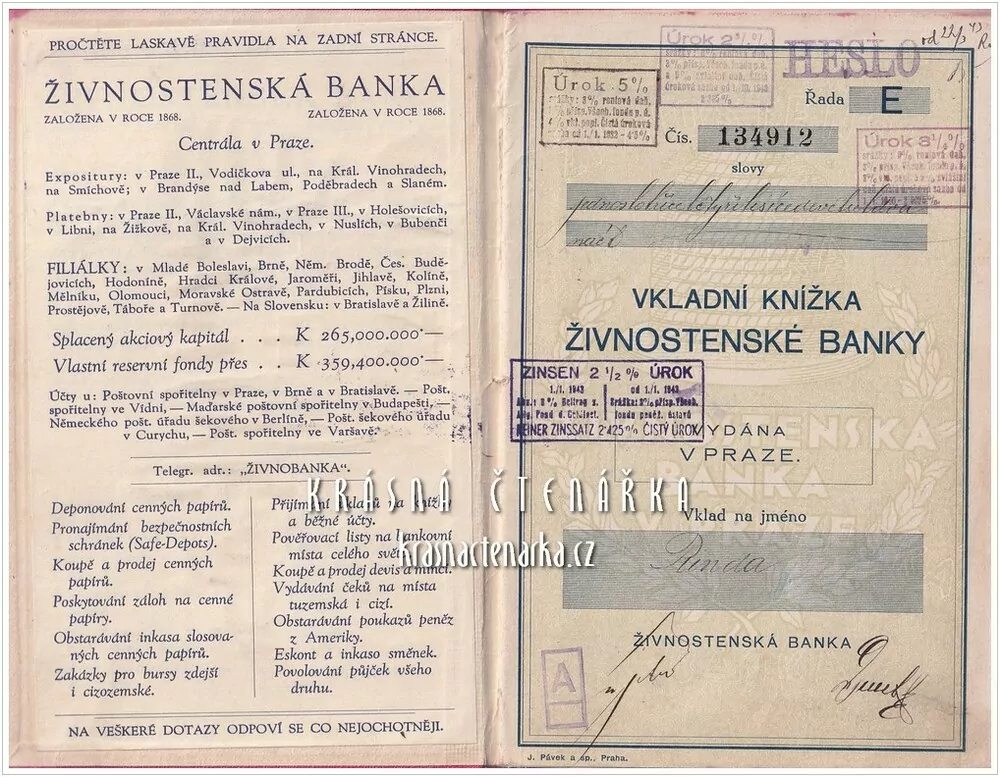 PROČTĚTE LASKAVĚ PRAVIDLA NA ZADNÍ STRÁNCE.
ŽIVNOSTENSKÁ BANKA
ZALOŽENA V ROCE 1868. ZALOŽENA V ROCE 1868.
Centrála v Praze.
Expositury: v Praze II., Vodičkova ul., na Král. Vinohradech,
na Smíchově; v Brandýse nad Labem, Poděbradech a Slaném.
Platebny: v Praze II., Václavské nám., v Praze III., v Holešovicích,
v Libni, na Žižkově, na Král. Vinohradech, v Nuslích, v Bubenči
a v Dejvicích.
FILIÁLKY: v Mladé Boleslavi, Brně, Něm. Brodě, Čes. Budě-
jovicích, Hodoníně, Hradci Králové, Jaroměři, Jihlavě, Kolíně,
Mělníku, Olomouci, Moravské Ostravě, Pardubicích, Písku, Plzni,
Prostějově, Táboře a Turnově. — Na Slovensku: v Bratislavě a Žilině.
Splacený akciový kapitál . . . K 265,000.000·—
Vlastní reservní fondy přes . . K 359,400.000·—
Účty u: Poštovní spořitelny v Praze, v Brně a v Bratislavě. — Pošt.
spořitelny ve Vídni, — Maďarské poštovní spořitelny v Budapešti, —
Německého pošt. úřadu šekového v Berlíně, — Pošt. šekového úřadu
v Curychu, — Pošt. spořitelny ve Varšavě.
Telegr. adr.: „ŽIVNOBANKA“.
Deponování cenných papírů.
Pronajímání bezpečnostních
schránek (Safe-Depots).
Koupě a prodej cenných
papírů.
Poskytování záloh na cenné
papíry.
Obstarávání inkasa slosova-
ných cenných papírů.
Zakázky pro bursy zdejší
i cizozemské.
Přijímání vkladů na knížky
a běžné účty.
Pověřovací listy na bankovní
místa celého světa.
Koupě a prodej devis a mincí.
Vydávání čeků na místa
tuzemská i cizí.
Obstarávání poukazů peněz
z Ameriky.
Eskont a inkaso směnek.
Povolování půjček všeho
druhu.
NA VEŠKERÉ DOTAZY ODPOVÍ SE CO NEJOCHOTNĚJI.
KRÁSNÁ ČTENÁŘKA
krasnactenarka.cz
od 22/3 43
HESLO
Úrok 5%
Řada E
Čís. 134912
Úrok 3½%
slovy
VKLADNÍ KNÍŽKA
ŽIVNOSTENSKÉ BANKY
ZINSEN 2 1/2 % ÚROK
1./1. 1943 od 1./1. 1943
REINER ZINSSATZ 2·425% ČISTÝ ÚROK
VYDÁNA
V PRAZE.
Vklad na jméno
ŽIVNOSTENSKÁ BANKA
A
J. Pávek a sp., Praha.